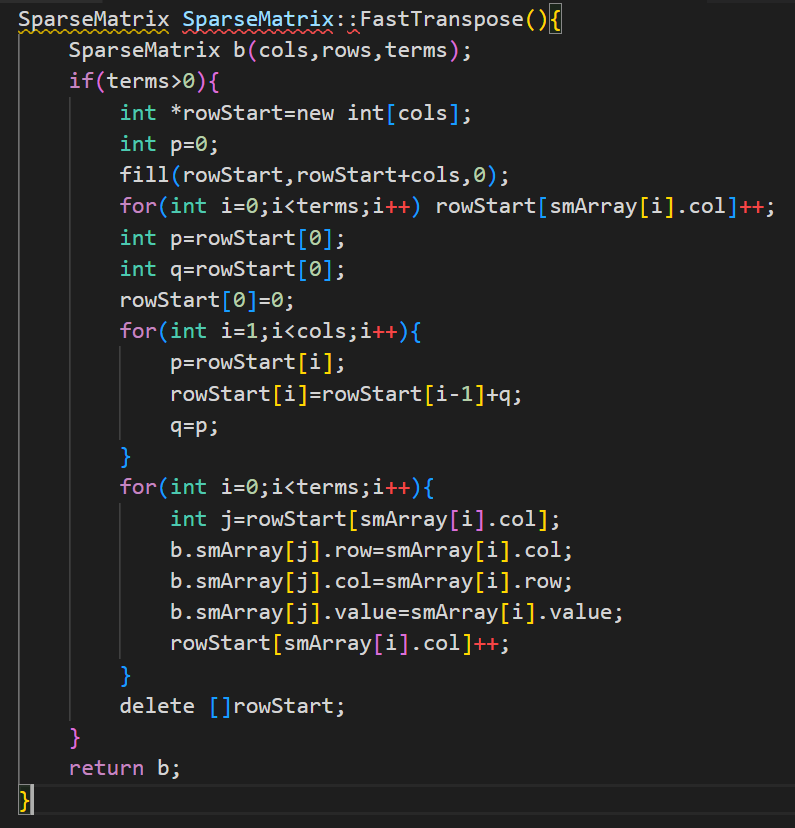 SparseMatrix SparseMatrix::FastTranspose(){
    SparseMatrix b(cols,rows,terms);
    if(terms>0){
        int *rowStart=new int[cols];
        int p=0;
        fill(rowStart,rowStart+cols,0);
        for(int i=0;i<terms;i++) rowStart[smArray[i].col]++;
        int p=rowStart[0];
        int q=rowStart[0];
        rowStart[0]=0;
        for(int i=1;i<cols;i++){
            p=rowStart[i];
            rowStart[i]=rowStart[i-1]+q;
            q=p;
        }
        for(int i=0;i<terms;i++){
            int j=rowStart[smArray[i].col];
            b.smArray[j].row=smArray[i].col;
            b.smArray[j].col=smArray[i].row;
            b.smArray[j].value=smArray[i].value;
            rowStart[smArray[i].col]++;
        }
        delete []rowStart;
    }
    return b;
}